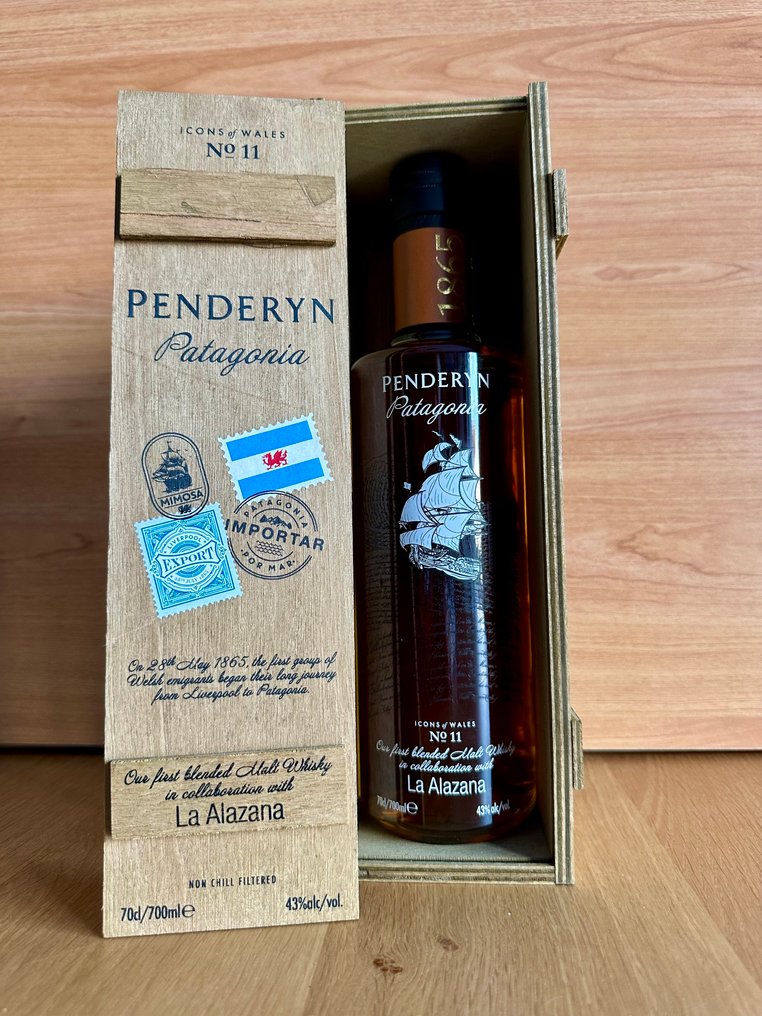 ICONS of WALES
Nº 11
PENDERYN
Patagonia
MIMOSA
LIVERPOOL
EXPORT
PATAGONIA
IMPORTAR
POR MAR
On 28th May 1865, the first group of
Welsh emigrants began their long journey
from Liverpool to Patagonia.
Our first blended Malt Whisky
in collaboration with
La Alazana
NON CHILL FILTERED
70cl/700ml℮
43%alc/vol.
1865
PENDERYN
Patagonia
ICONS of WALES
Nº 11
Our first blended Malt Whisky
in collaboration with
La Alazana
70cl/700ml℮
43%alc/vol.